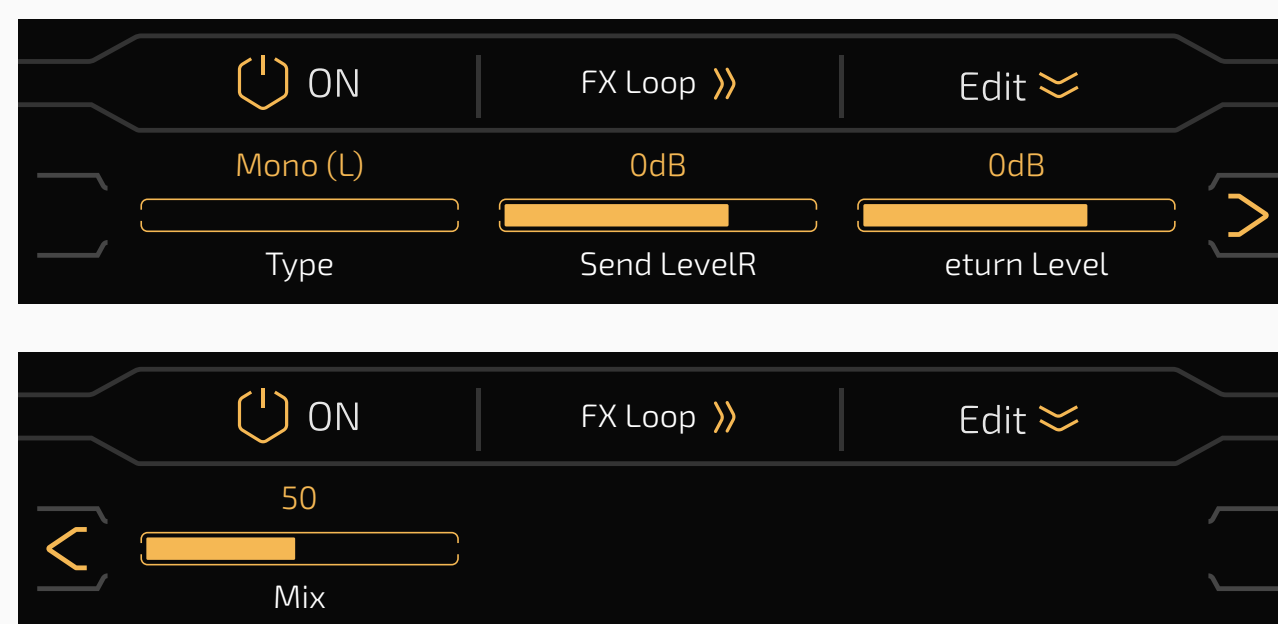 ON FX Loop Edit
Mono (L) 0dB 0dB
Type Send LevelR eturn Level
ON FX Loop Edit
50
Mix